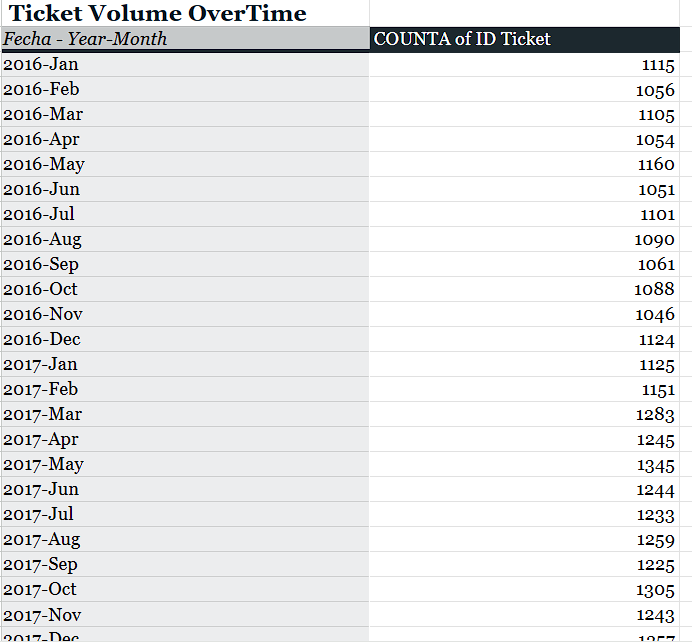 Ticket Volume OverTime
Fecha - Year-Month COUNTA of ID Ticket
2016-Jan 1115
2016-Feb 1056
2016-Mar 1105
2016-Apr 1054
2016-May 1160
2016-Jun 1051
2016-Jul 1101
2016-Aug 1090
2016-Sep 1061
2016-Oct 1088
2016-Nov 1046
2016-Dec 1124
2017-Jan 1125
2017-Feb 1151
2017-Mar 1283
2017-Apr 1245
2017-May 1345
2017-Jun 1244
2017-Jul 1233
2017-Aug 1259
2017-Sep 1225
2017-Oct 1305
2017-Nov 1243
2017-Dec